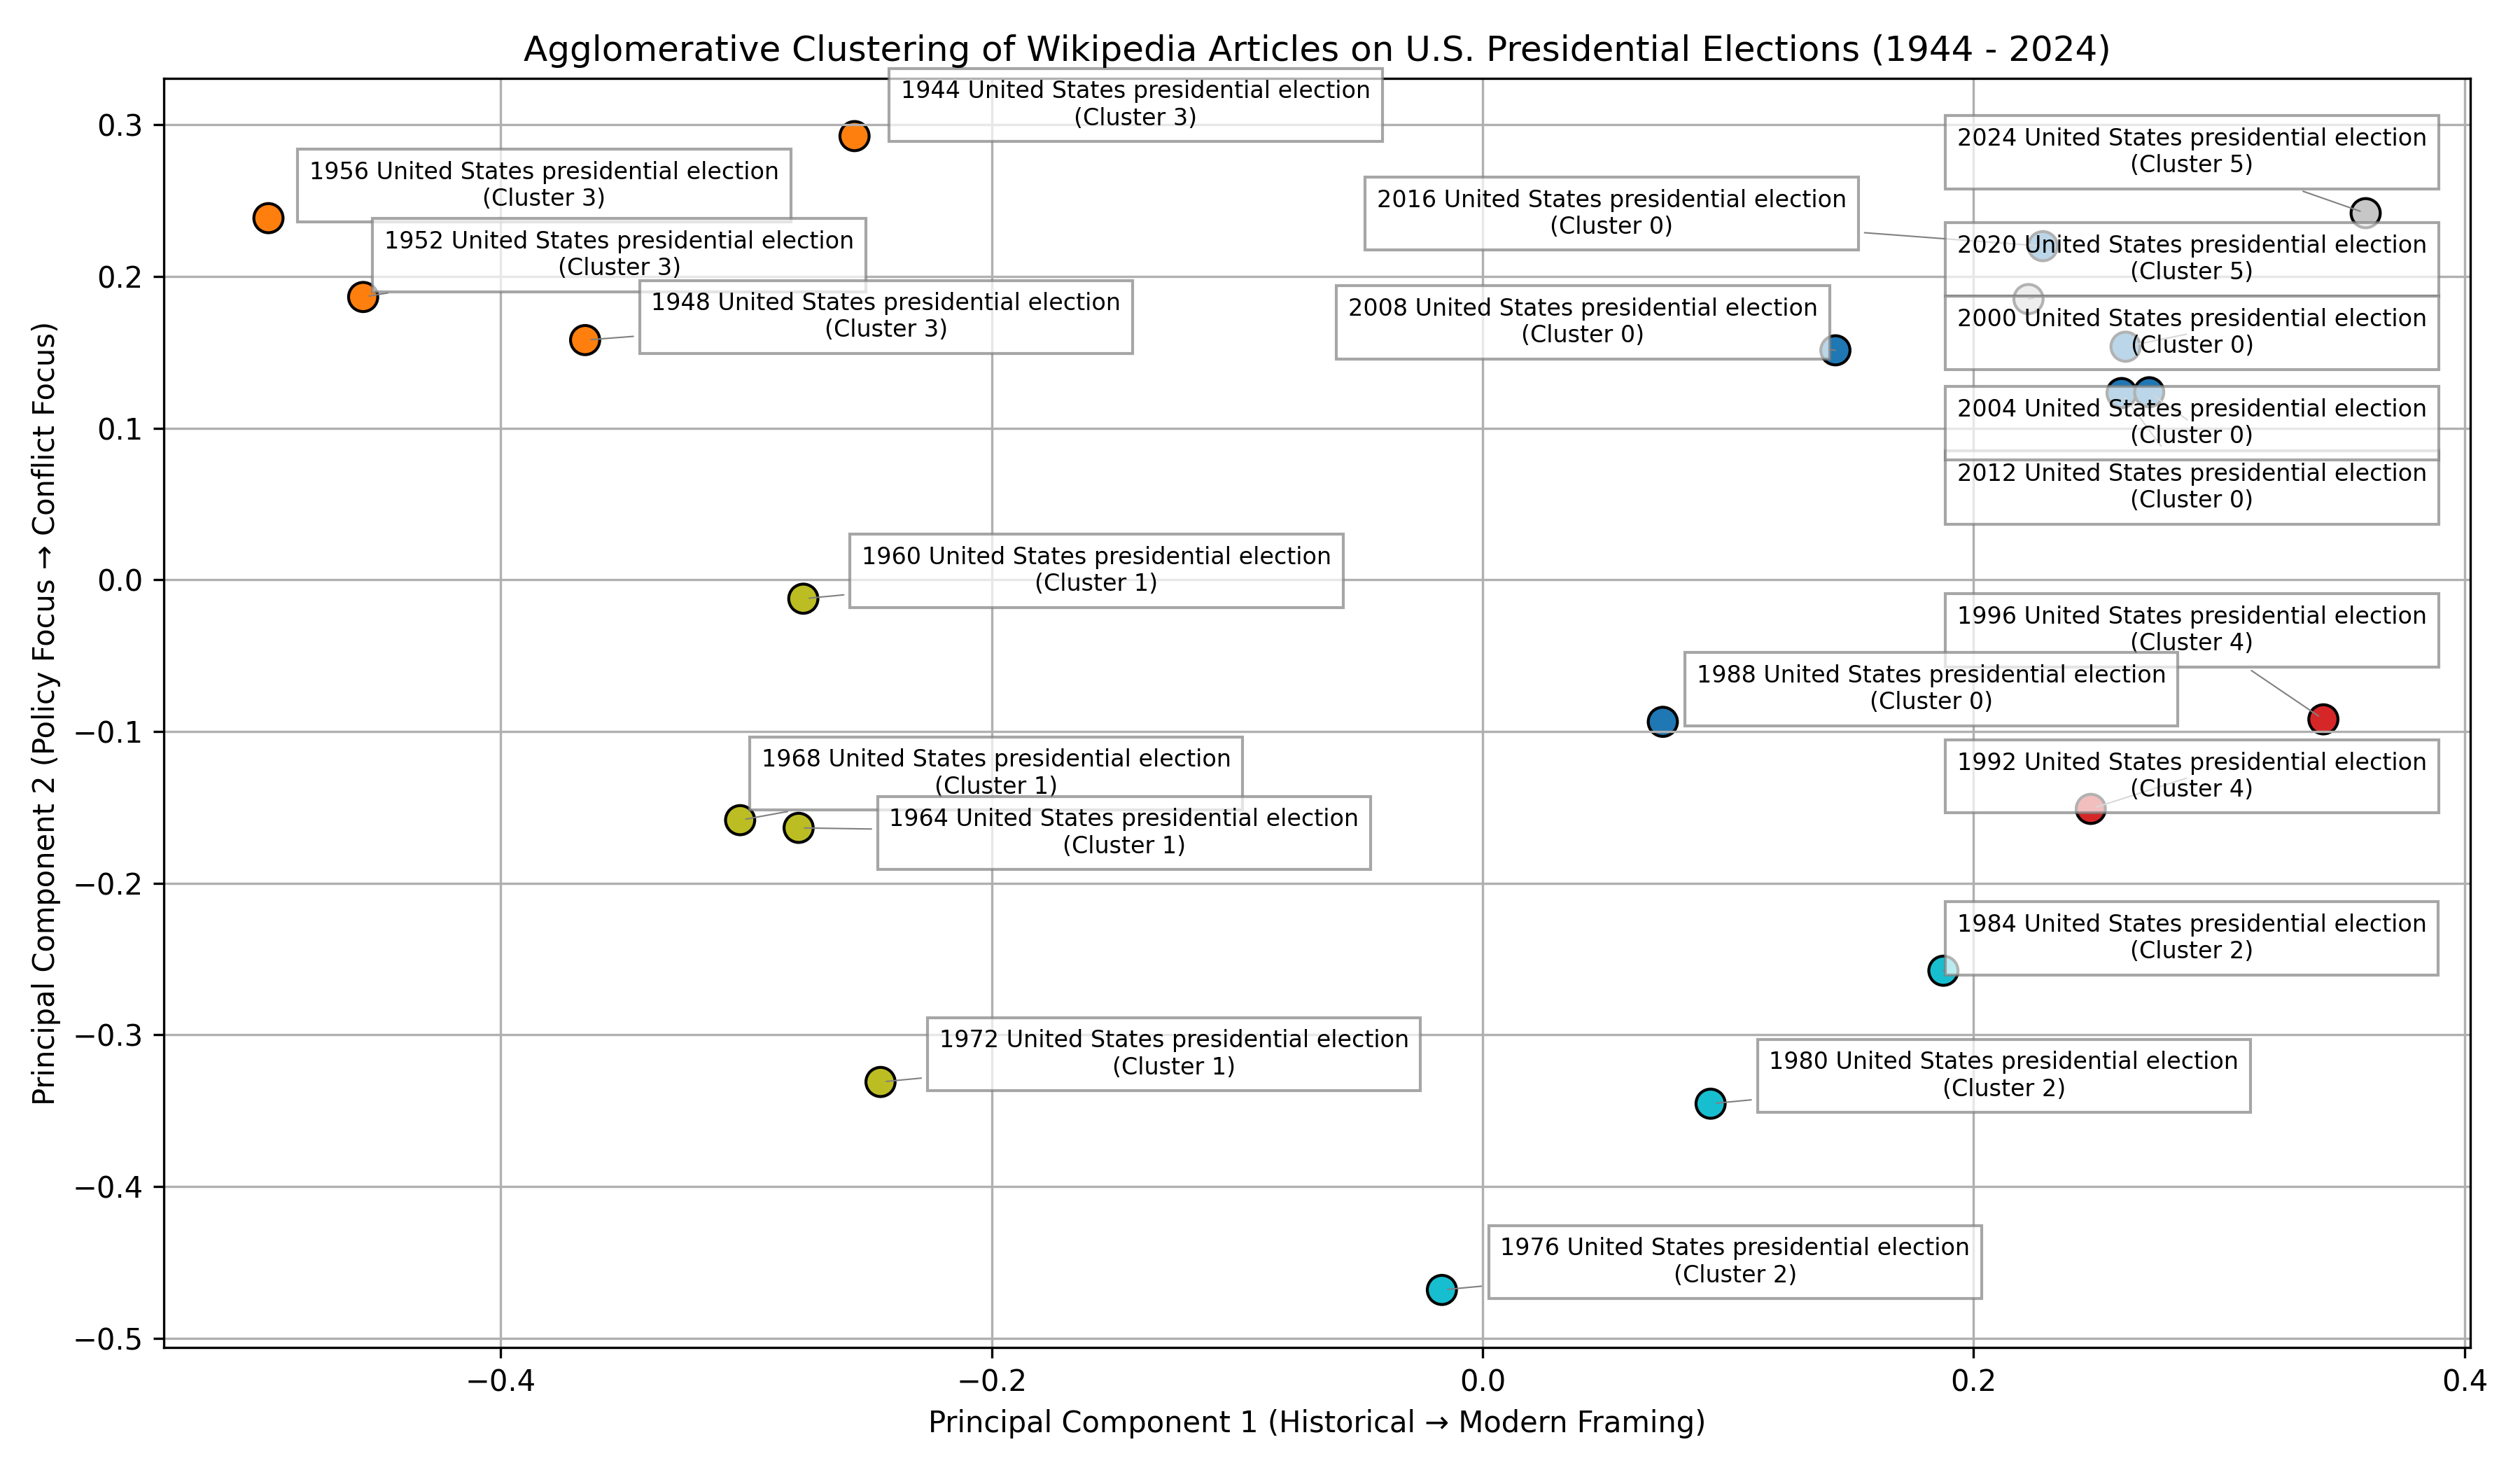 Agglomerative Clustering of Wikipedia Articles on U.S. Presidential Elections (1944 - 2024)
1944 United States presidential election
(Cluster 3)
2024 United States presidential election
(Cluster 5)
1956 United States presidential election
(Cluster 3)
2016 United States presidential election
(Cluster 0)
1952 United States presidential election
(Cluster 3)
2020 United States presidential election
(Cluster 5)
1948 United States presidential election
(Cluster 3)
2008 United States presidential election
(Cluster 0)
2000 United States presidential election
(Cluster 0)
2004 United States presidential election
(Cluster 0)
2012 United States presidential election
(Cluster 0)
1960 United States presidential election
(Cluster 1)
1996 United States presidential election
(Cluster 4)
1988 United States presidential election
(Cluster 0)
1968 United States presidential election
(Cluster 1)
1992 United States presidential election
(Cluster 4)
1964 United States presidential election
(Cluster 1)
1984 United States presidential election
(Cluster 2)
1972 United States presidential election
(Cluster 1)
1980 United States presidential election
(Cluster 2)
1976 United States presidential election
(Cluster 2)
0.3
0.2
0.1
0.0
−0.1
−0.2
−0.3
−0.4
−0.5
Principal Component 2 (Policy Focus → Conflict Focus)
−0.4
−0.2
0.0
0.2
0.4
Principal Component 1 (Historical → Modern Framing)